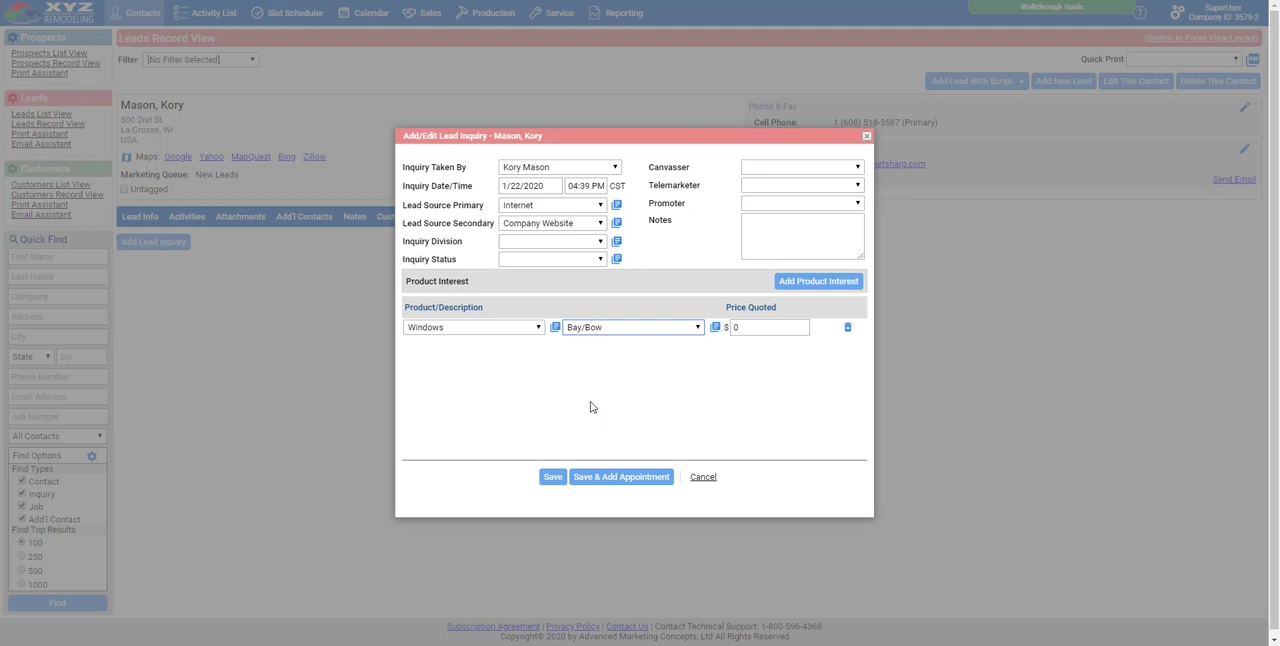 XYZ REMODELING
Contacts
Activity List
Slot Scheduler
Calendar
Sales
Production
Service
Reporting
Walkthrough Guide
?
SuperUser
Company ID: 3579-2
Prospects
Prospects List View
Prospects Record View
Print Assistant
Leads
Leads List View
Leads Record View
Print Assistant
Email Assistant
Customers
Customers List View
Customers Record View
Print Assistant
Email Assistant
Quick Find
First Name
Last Name
Company
Address
City
State
Zip
Phone Number
Email Address
Job Number
All Contacts
Find Options
Find Types
Contact
Inquiry
Job
Add'l Contact
Find Top Results
100
250
500
1000
Find
Leads Record View
(Switch to Panel View Layout)
Filter [No Filter Selected]
Quick Print
Add Lead With Script
Add New Lead
Edit This Contact
Delete This Contact
Mason, Kory
500 2nd St.
La Crosse, WI
USA
Maps: Google Yahoo MapQuest Bing Zillow
Marketing Queue: New Leads
Untagged
Phone & Fax
Cell Phone: 1 (608) 518-3587 (Primary)
ketsharp.com
Send Email
Lead Info Activities Attachments Add'l Contacts Notes Cust
Add Lead Inquiry
Add/Edit Lead Inquiry - Mason, Kory
Inquiry Taken By Kory Mason
Inquiry Date/Time 1/22/2020 04:39 PM CST
Lead Source Primary Internet
Lead Source Secondary Company Website
Inquiry Division
Inquiry Status
Canvasser
Telemarketer
Promoter
Notes
Product Interest
Add Product Interest
Product/Description Price Quoted
Windows Bay/Bow $ 0
Save Save & Add Appointment Cancel
Subscription Agreement | Privacy Policy | Contact Us | Contact Technical Support: 1-800-596-4368
Copyright© 2020 by Advanced Marketing Concepts, Ltd All Rights Reserved